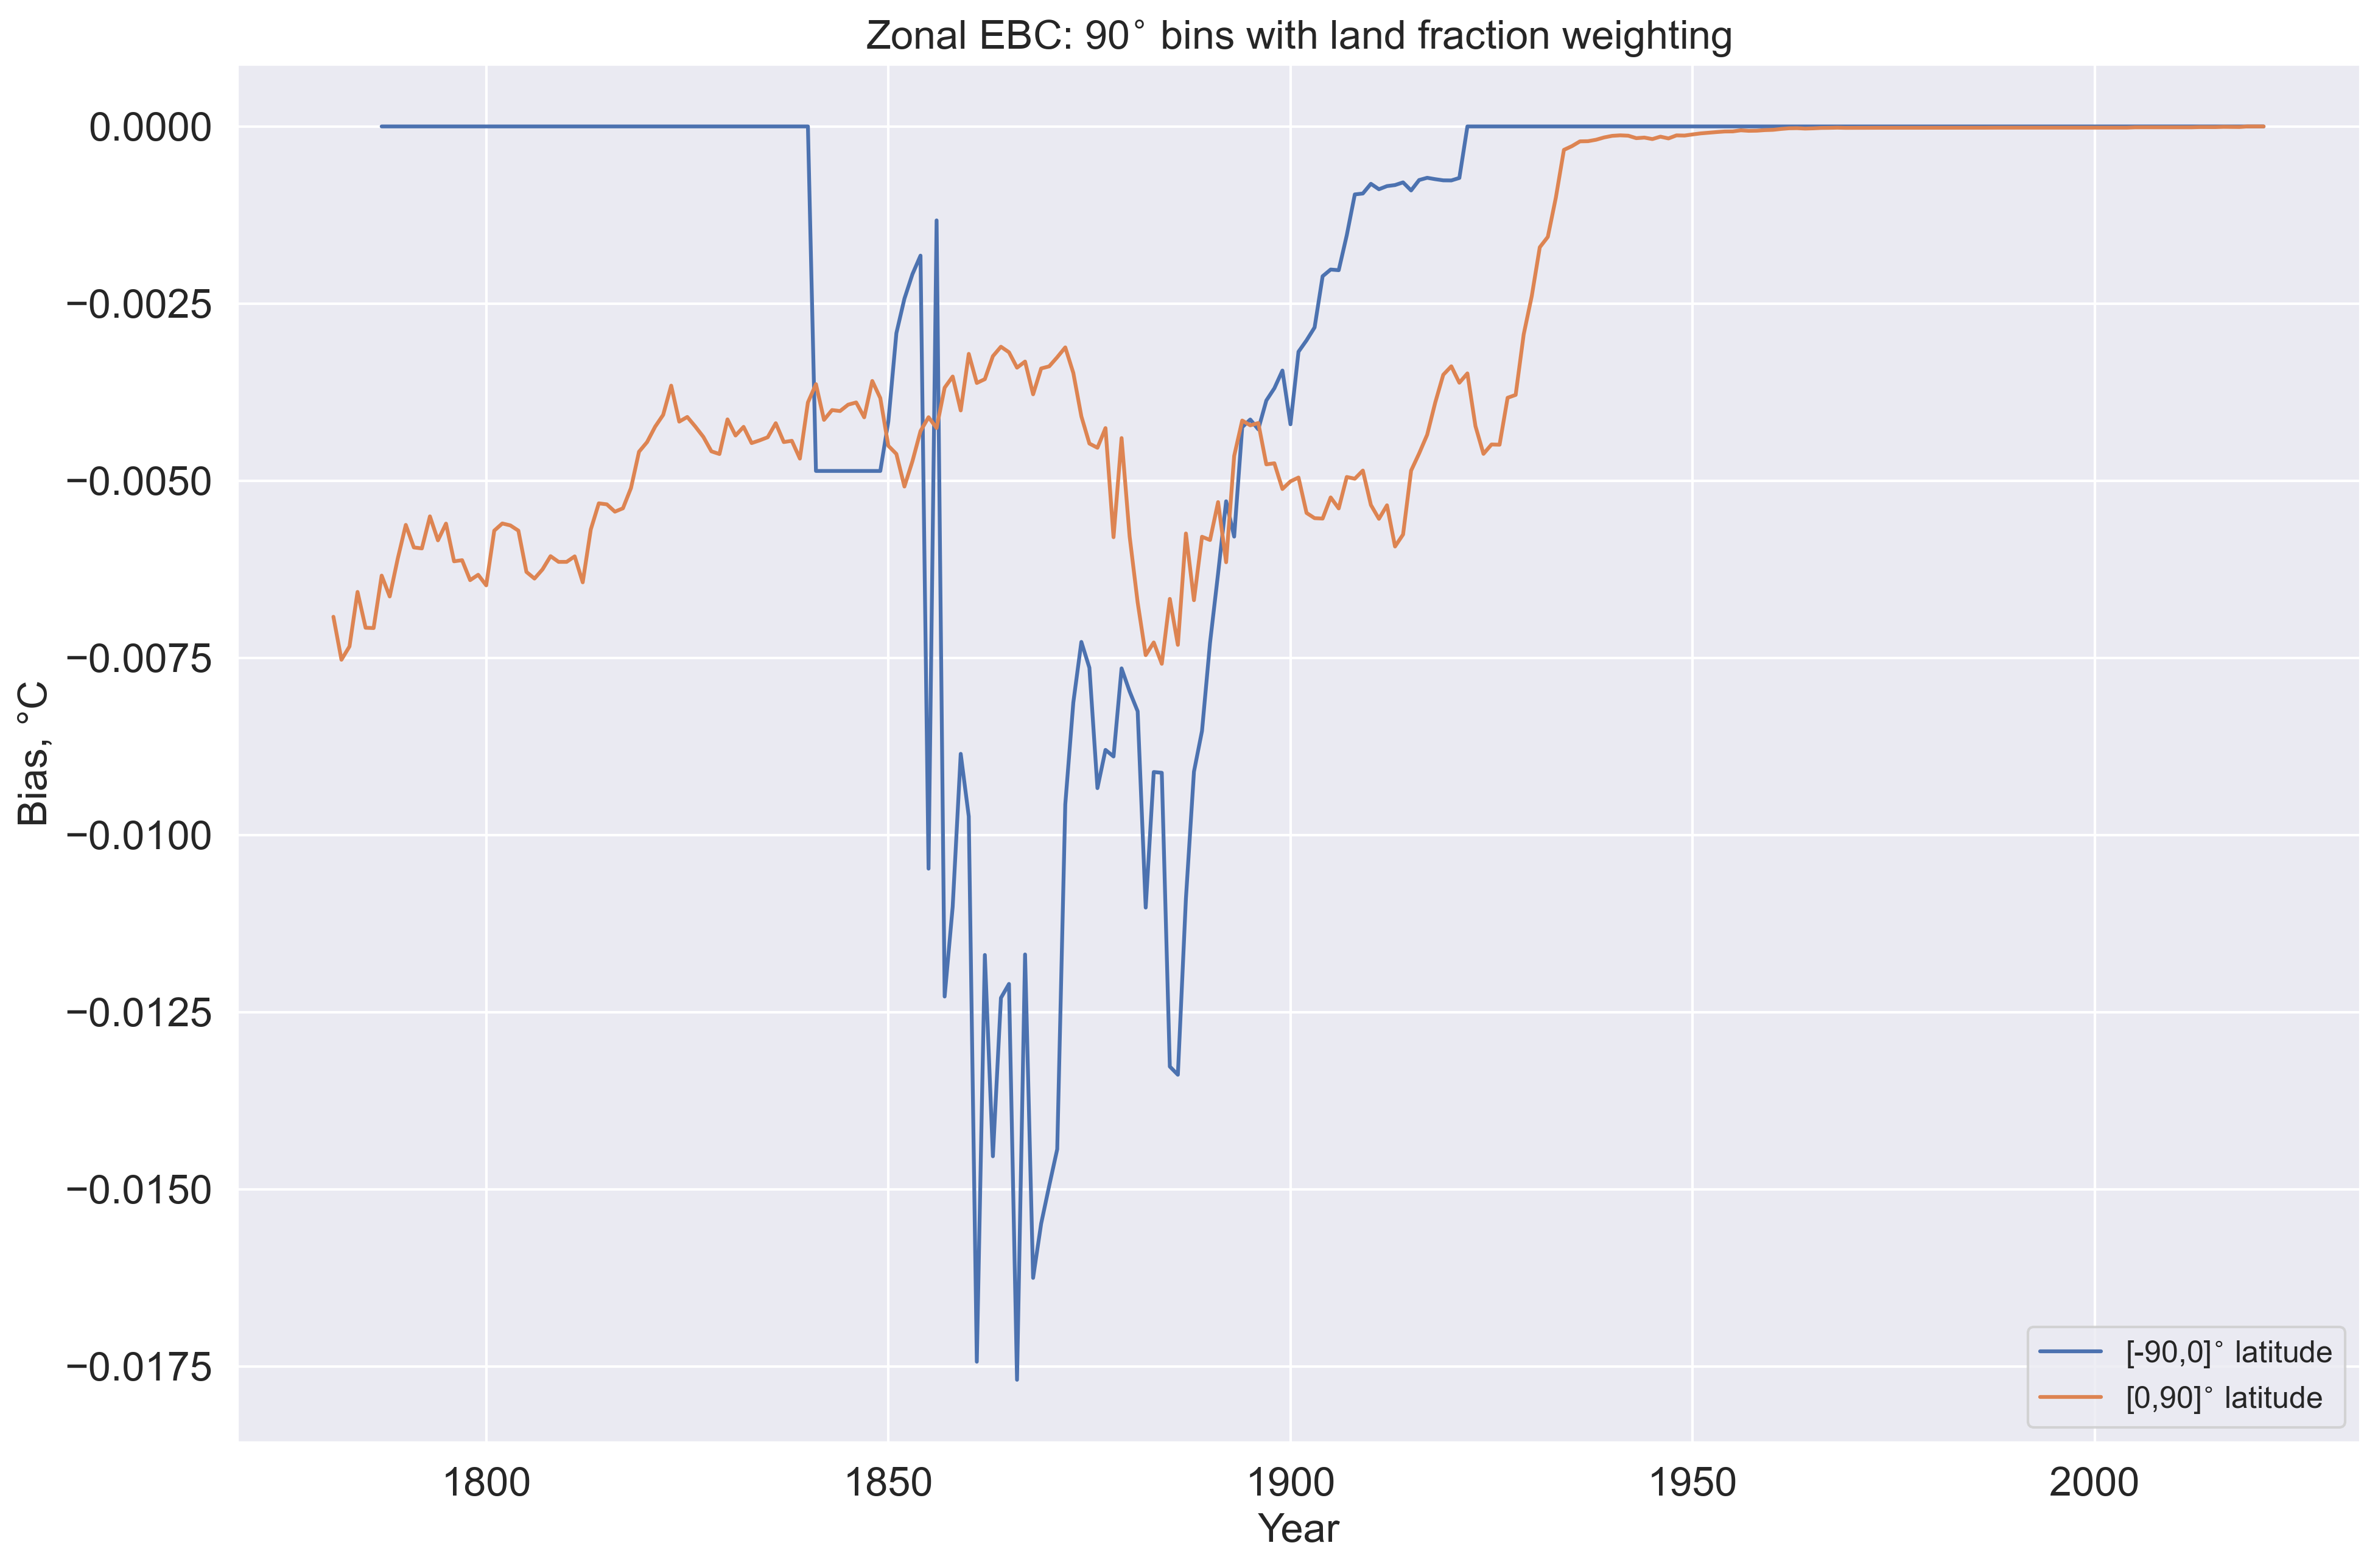 Zonal EBC: 90° bins with land fraction weighting
0.0000
−0.0025
−0.0050
−0.0075
−0.0100
−0.0125
−0.0150
−0.0175
Bias, °C
1800 1850 1900 1950 2000
Year
[-90,0]° latitude
[0,90]° latitude